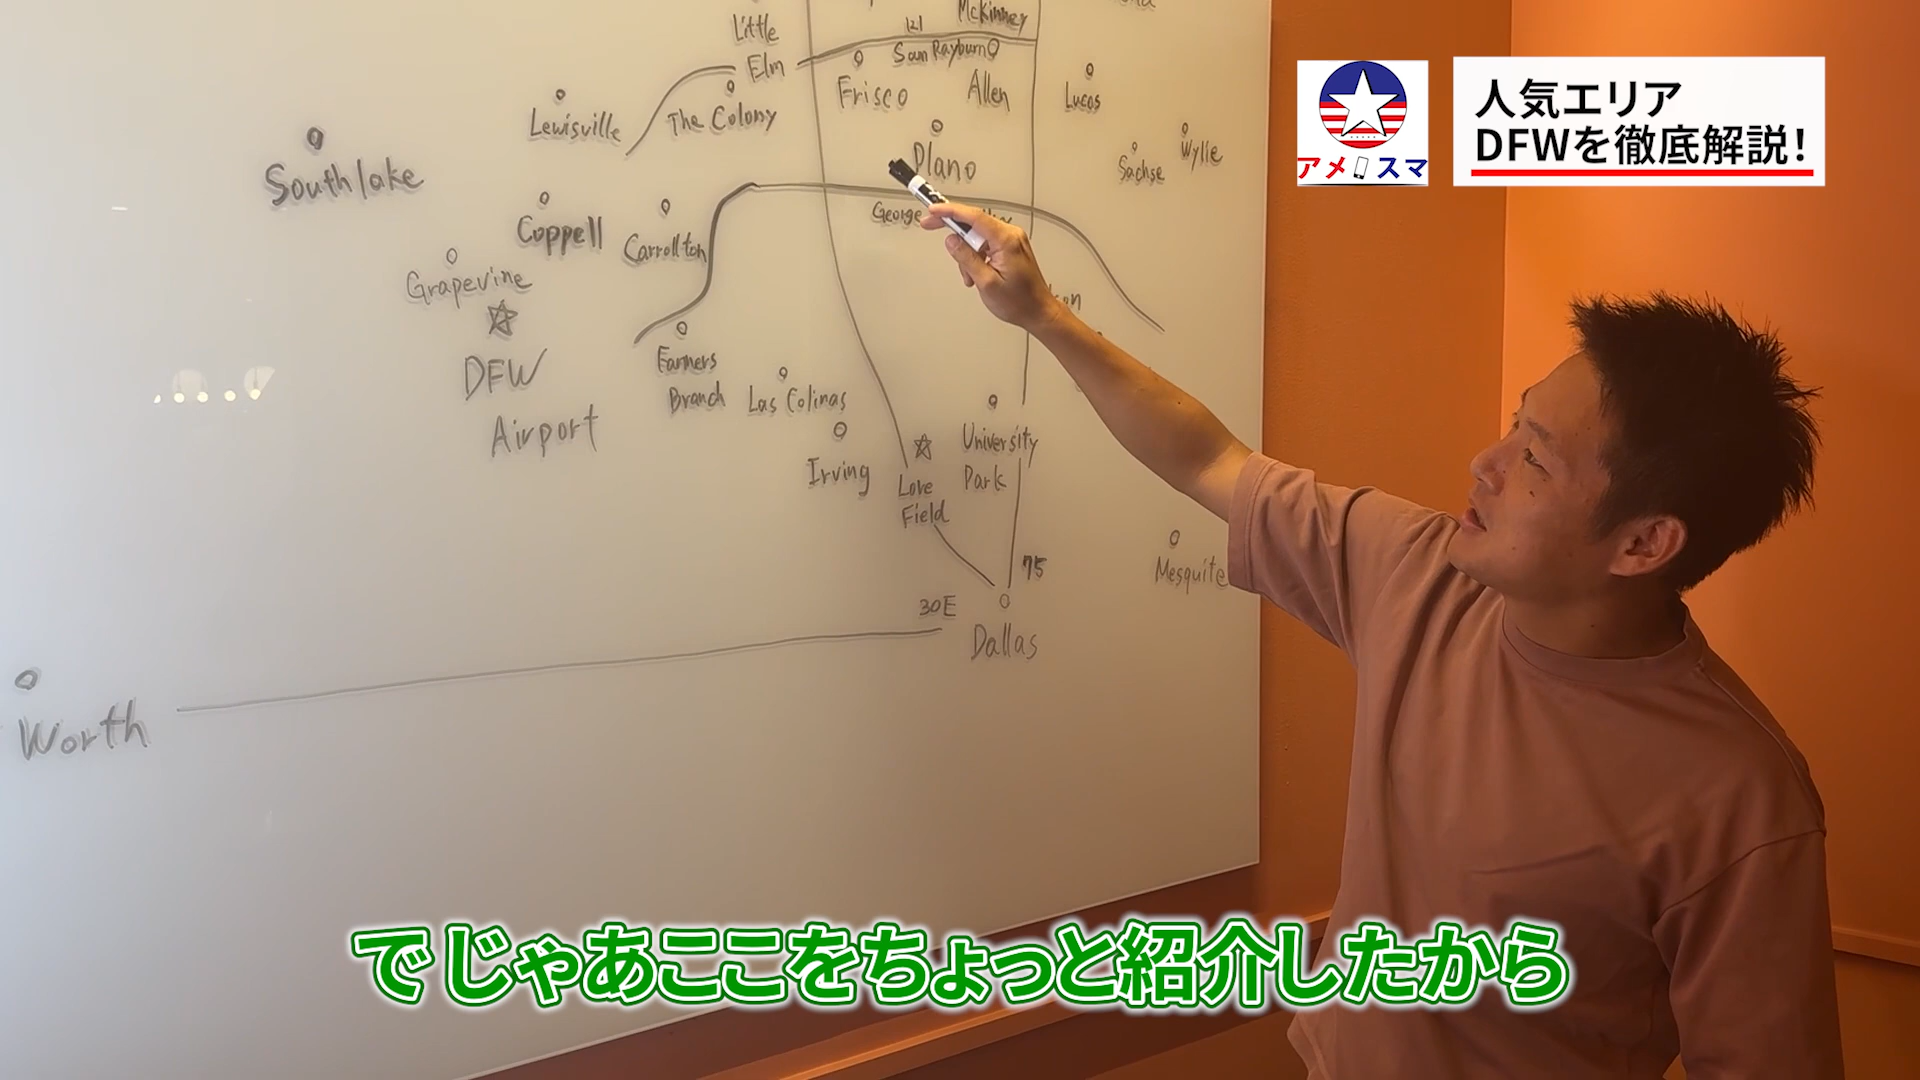 Little
Elm
121
McKinney
Sam Rayburn
Frisco
Allen
Lucas
Lewisville
The Colony
Plano
Sachse
Wylie
Southlake
Coppell
Carrollton
George
Grapevine
DFW
Airport
Farmers
Branch
Las Colinas
Irving
Love
Field
University
Park
Mesquite
75
30E
Dallas
Worth
アメスマ
人気エリア
DFWを徹底解説！
でじゃあここをちょっと紹介したから